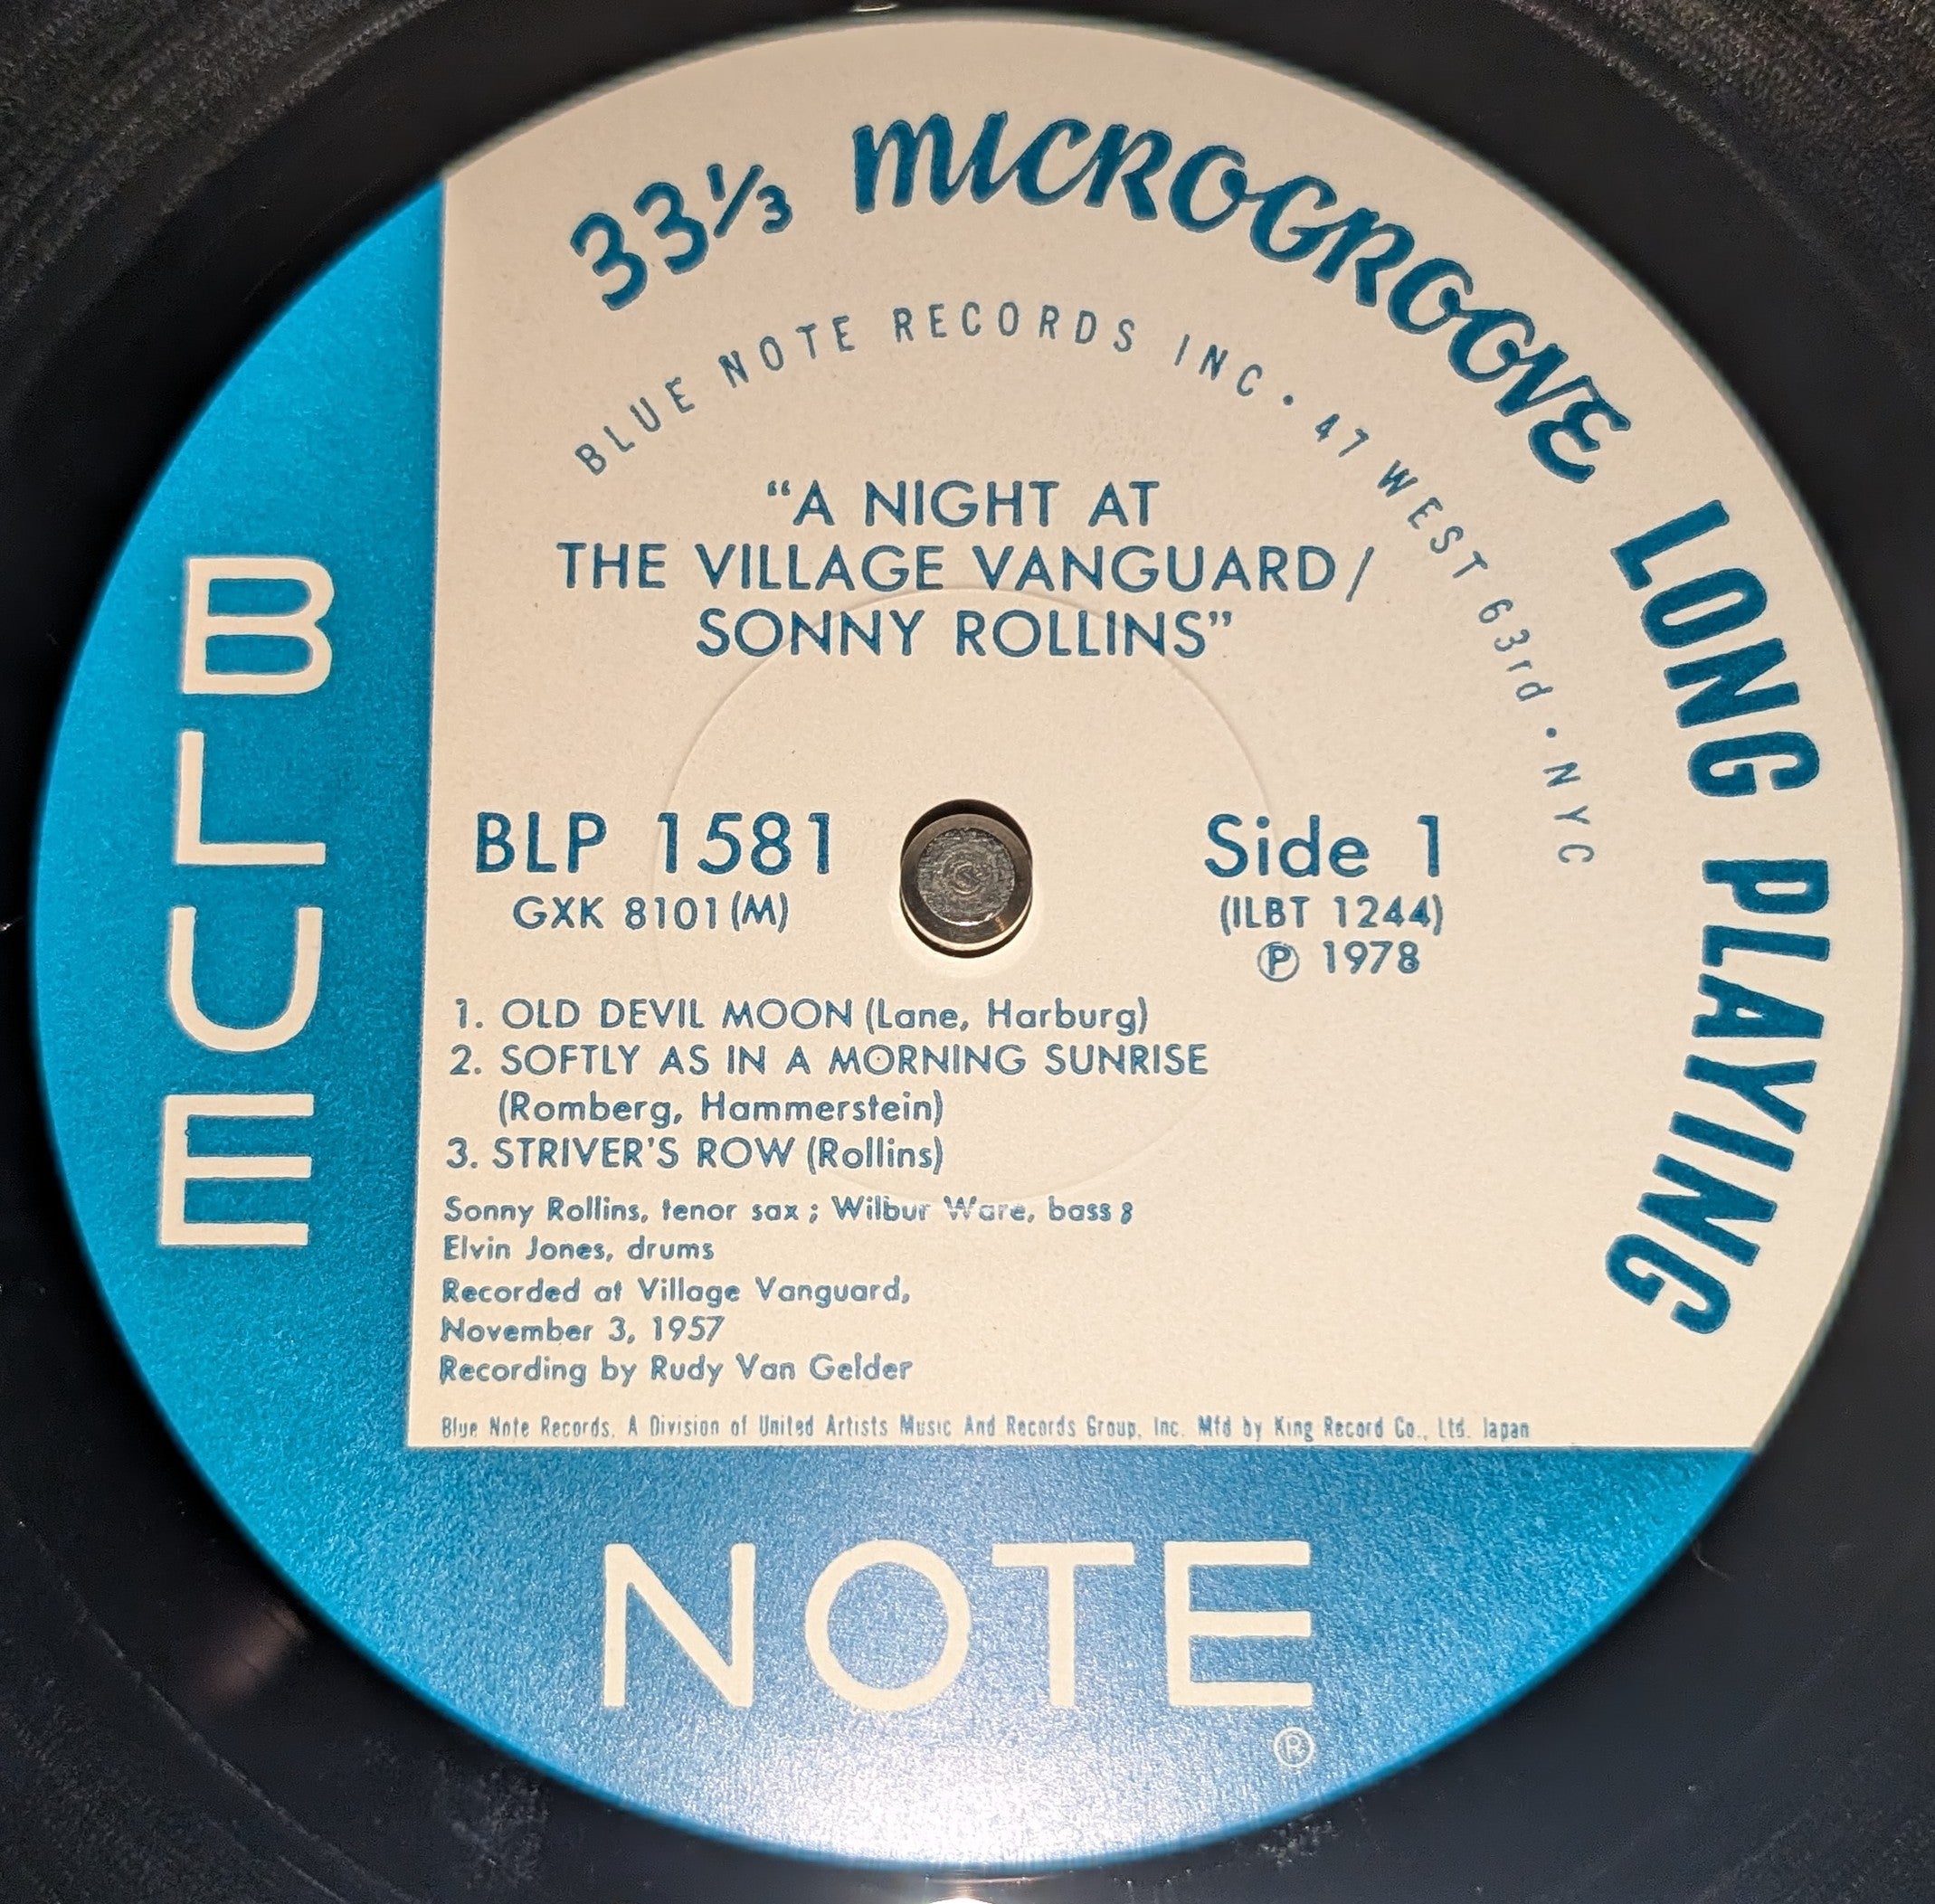 33⅓ MICROGROOVE LONG PLAYING
BLUE NOTE RECORDS INC · 47 WEST 63rd · NYC
“A NIGHT AT
THE VILLAGE VANGUARD/
SONNY ROLLINS”
BLP 1581
GXK 8101(M)
Side 1
(ILBT 1244)
Ⓟ 1978
1. OLD DEVIL MOON (Lane, Harburg)
2. SOFTLY AS IN A MORNING SUNRISE
(Romberg, Hammerstein)
3. STRIVER’S ROW (Rollins)
Sonny Rollins, tenor sax ; Wilbur Ware, bass ;
Elvin Jones, drums
Recorded at Village Vanguard,
November 3, 1957
Recording by Rudy Van Gelder
Blue Note Records. A Division of United Artists Music And Records Group, Inc. Mfd by King Record Co., Ltd. Japan
BLUE
NOTE
®